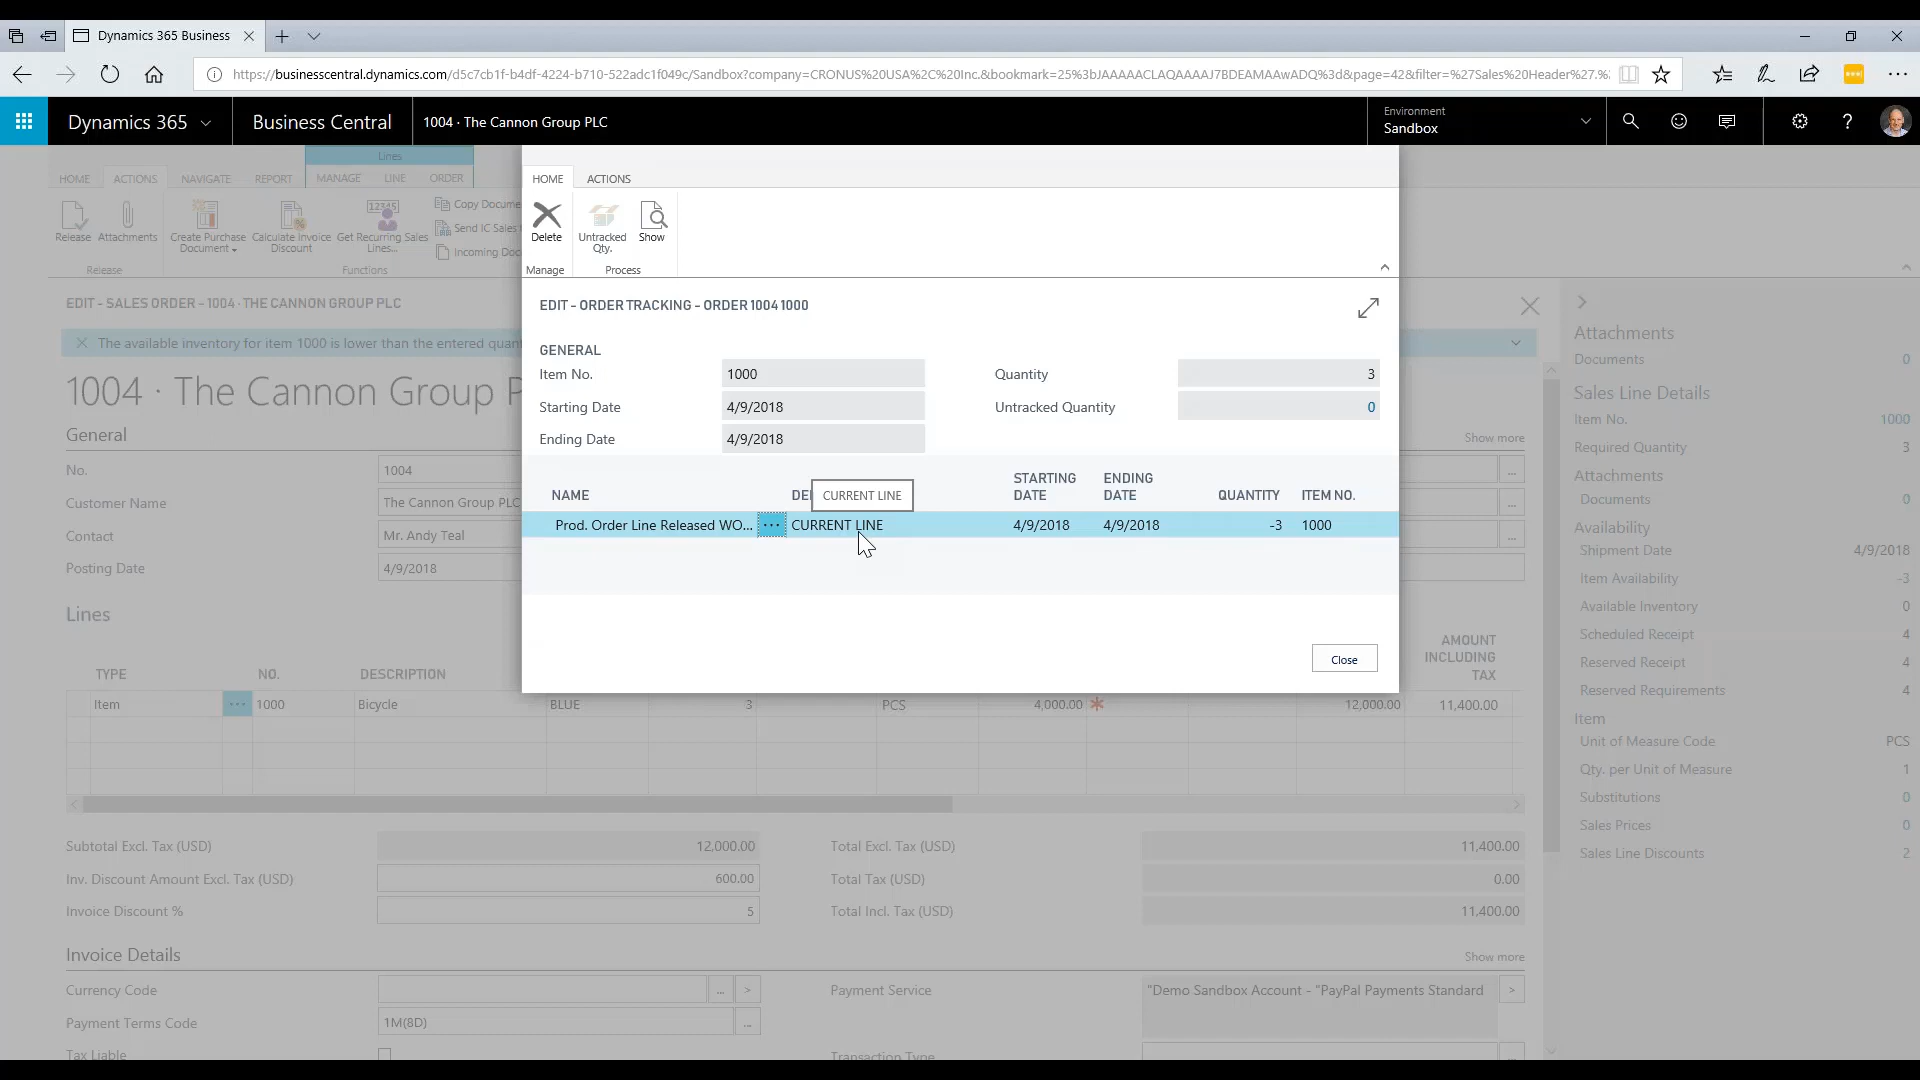 Dynamics 365 Business
https://businesscentral.dynamics.com/d5c7cb1f-b4df-4224-b710-522adc1f049c/Sandbox?company=CRONUS%20USA%2C%20Inc.&bookmark=25%3bJAAAAACLAQAAAAJ7BDEAMAAwADQ%3d&page=42&filter=%27Sales%20Header%27.%
Dynamics 365
Business Central
1004 · The Cannon Group PLC
Environment
Sandbox
?
Lines
HOME ACTIONS NAVIGATE REPORT MANAGE LINE ORDER
Release
Attachments
Create Purchase Document
Calculate Invoice Discount
Get Recurring Sales Lines...
Copy Docume
Send IC Sales
Incoming Doc
Release
Functions
HOME ACTIONS
Delete
Untracked Qty.
Show
Manage
Process
EDIT - SALES ORDER - 1004 · THE CANNON GROUP PLC
The available inventory for item 1000 is lower than the entered quant
1004 · The Cannon Group P
General
Show more
No. 1004
Customer Name The Cannon Group PLC
Contact Mr. Andy Teal
Posting Date 4/9/2018
EDIT - ORDER TRACKING - ORDER 1004 1000
GENERAL
Item No. 1000
Quantity 3
Starting Date 4/9/2018
Untracked Quantity 0
Ending Date 4/9/2018
NAME DE STARTING DATE ENDING DATE QUANTITY ITEM NO.
CURRENT LINE
Prod. Order Line Released WO... ... CURRENT LINE 4/9/2018 4/9/2018 -3 1000
Close
Lines
TYPE NO. DESCRIPTION AMOUNT INCLUDING TAX
Item ... 1000 Bicycle BLUE 3 PCS 4,000.00 12,000.00 11,400.00
Subtotal Excl. Tax (USD) 12,000.00
Total Excl. Tax (USD) 11,400.00
Inv. Discount Amount Excl. Tax (USD) 600.00
Total Tax (USD) 0.00
Invoice Discount % 5
Total Incl. Tax (USD) 11,400.00
Invoice Details
Show more
Currency Code
Payment Service "Demo Sandbox Account - "PayPal Payments Standard
Payment Terms Code 1M(8D)
Tax Liable
Transaction Type
Attachments
Documents 0
Sales Line Details
Item No. 1000
Required Quantity 3
Attachments
Documents 0
Availability
Shipment Date 4/9/2018
Item Availability -3
Available Inventory 0
Scheduled Receipt 4
Reserved Receipt 4
Reserved Requirements 4
Item
Unit of Measure Code PCS
Qty. per Unit of Measure 1
Substitutions 0
Sales Prices 0
Sales Line Discounts 2